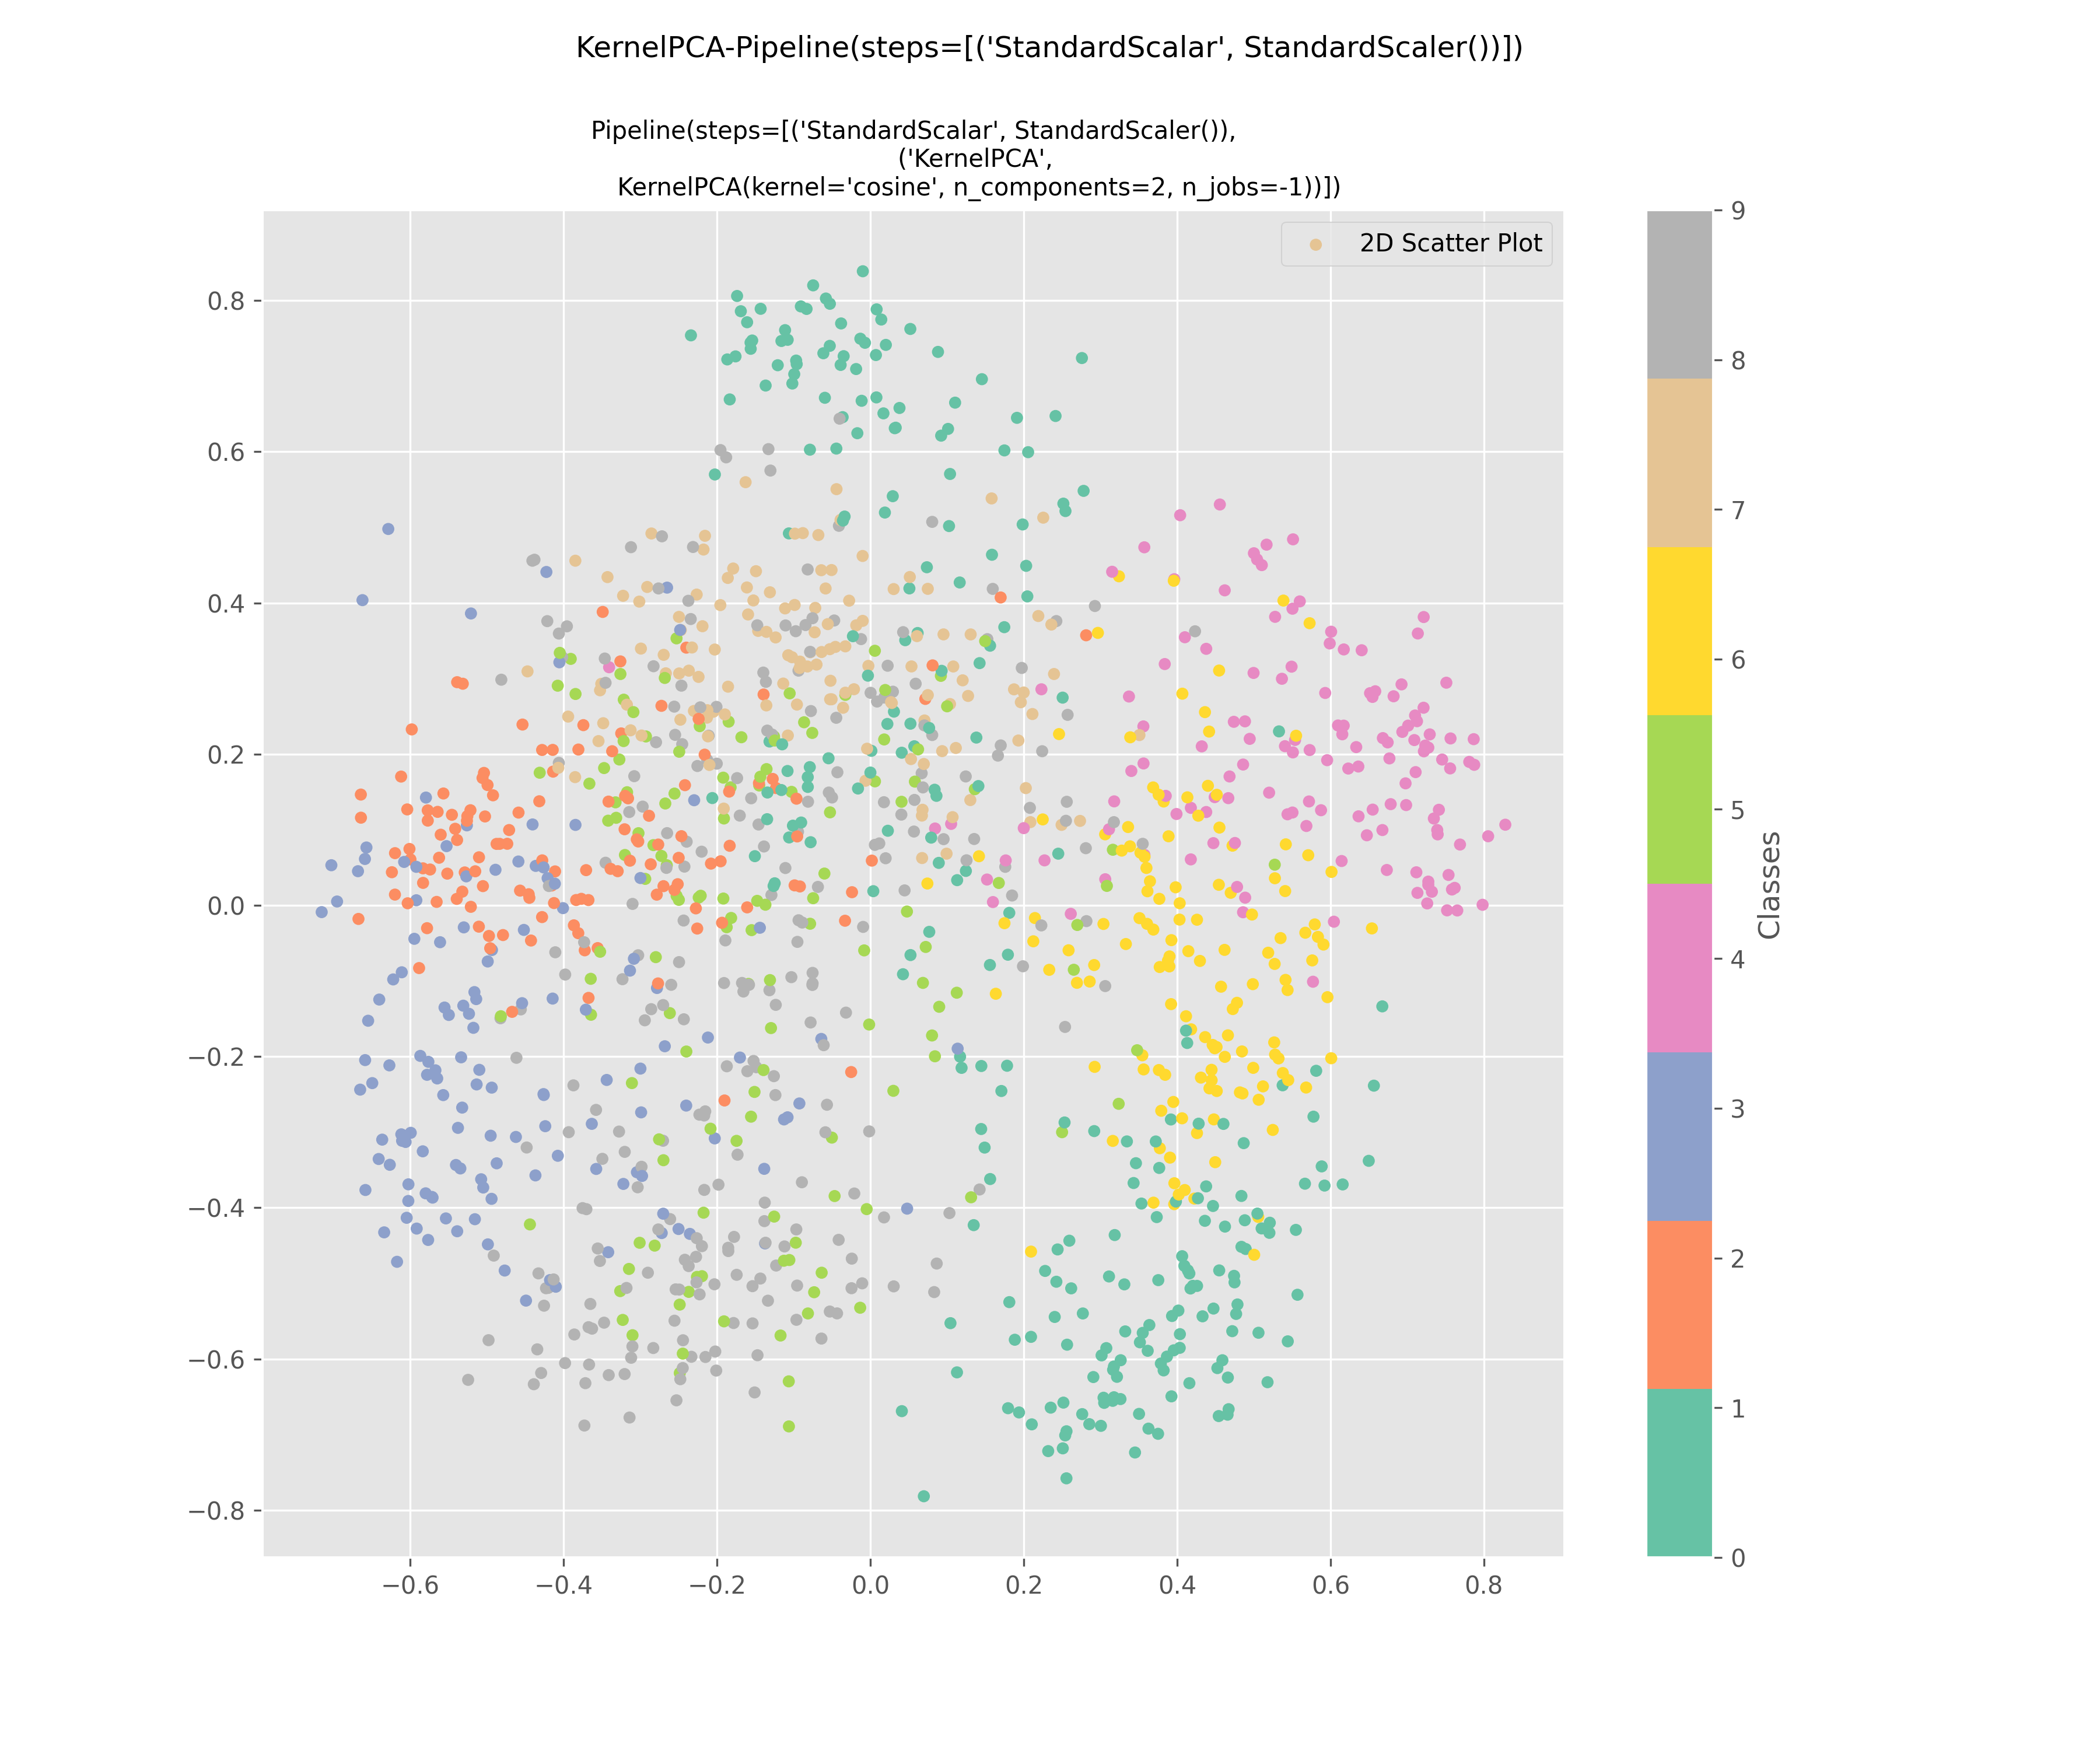 KernelPCA-Pipeline(steps=[('StandardScalar', StandardScaler())])
Pipeline(steps=[('StandardScalar', StandardScaler()),
('KernelPCA',
KernelPCA(kernel='cosine', n_components=2, n_jobs=-1))])
2D Scatter Plot
0.8
0.6
0.4
0.2
0.0
−0.2
−0.4
−0.6
−0.8
−0.6 −0.4 −0.2 0.0 0.2 0.4 0.6 0.8
9
8
7
6
5
4
3
2
1
0
Classes